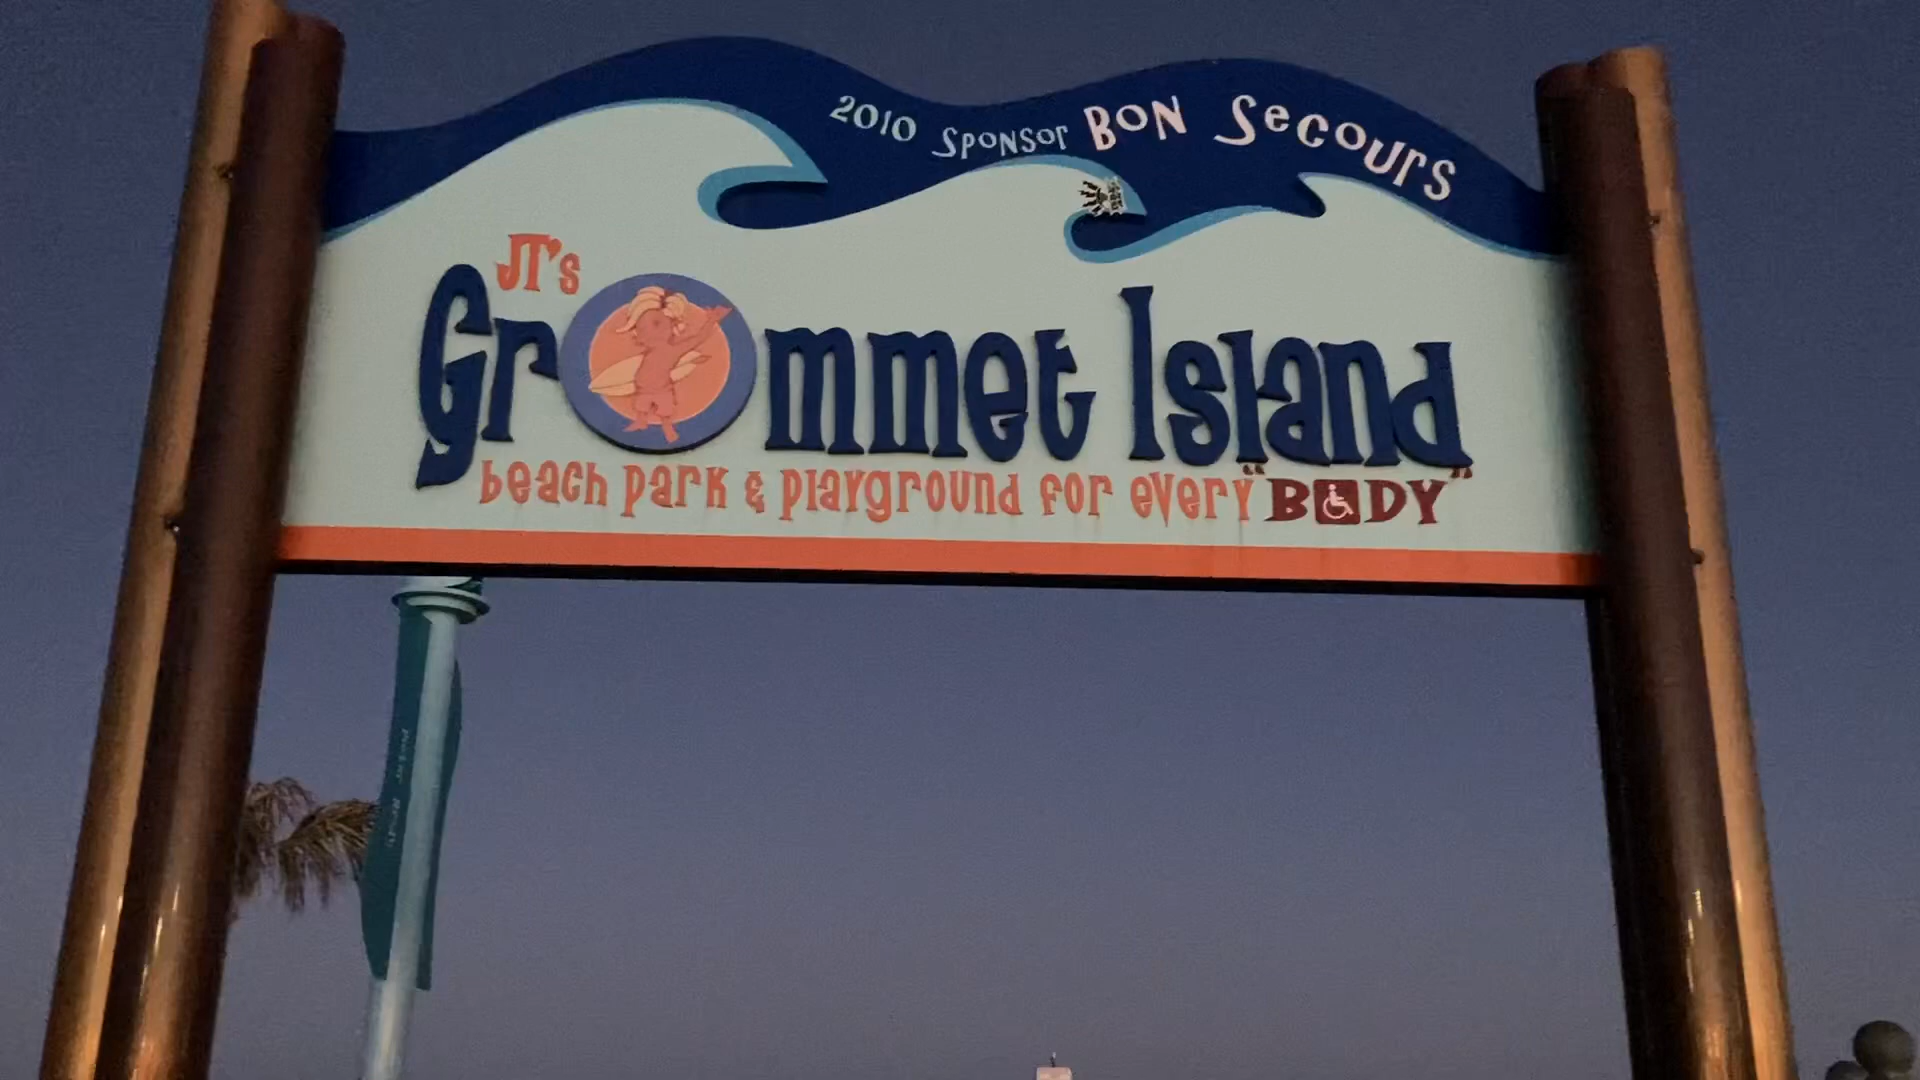 2010 Sponsor Bon Secours
JT's
Grommet Island
beach park & playground for every "BODY"